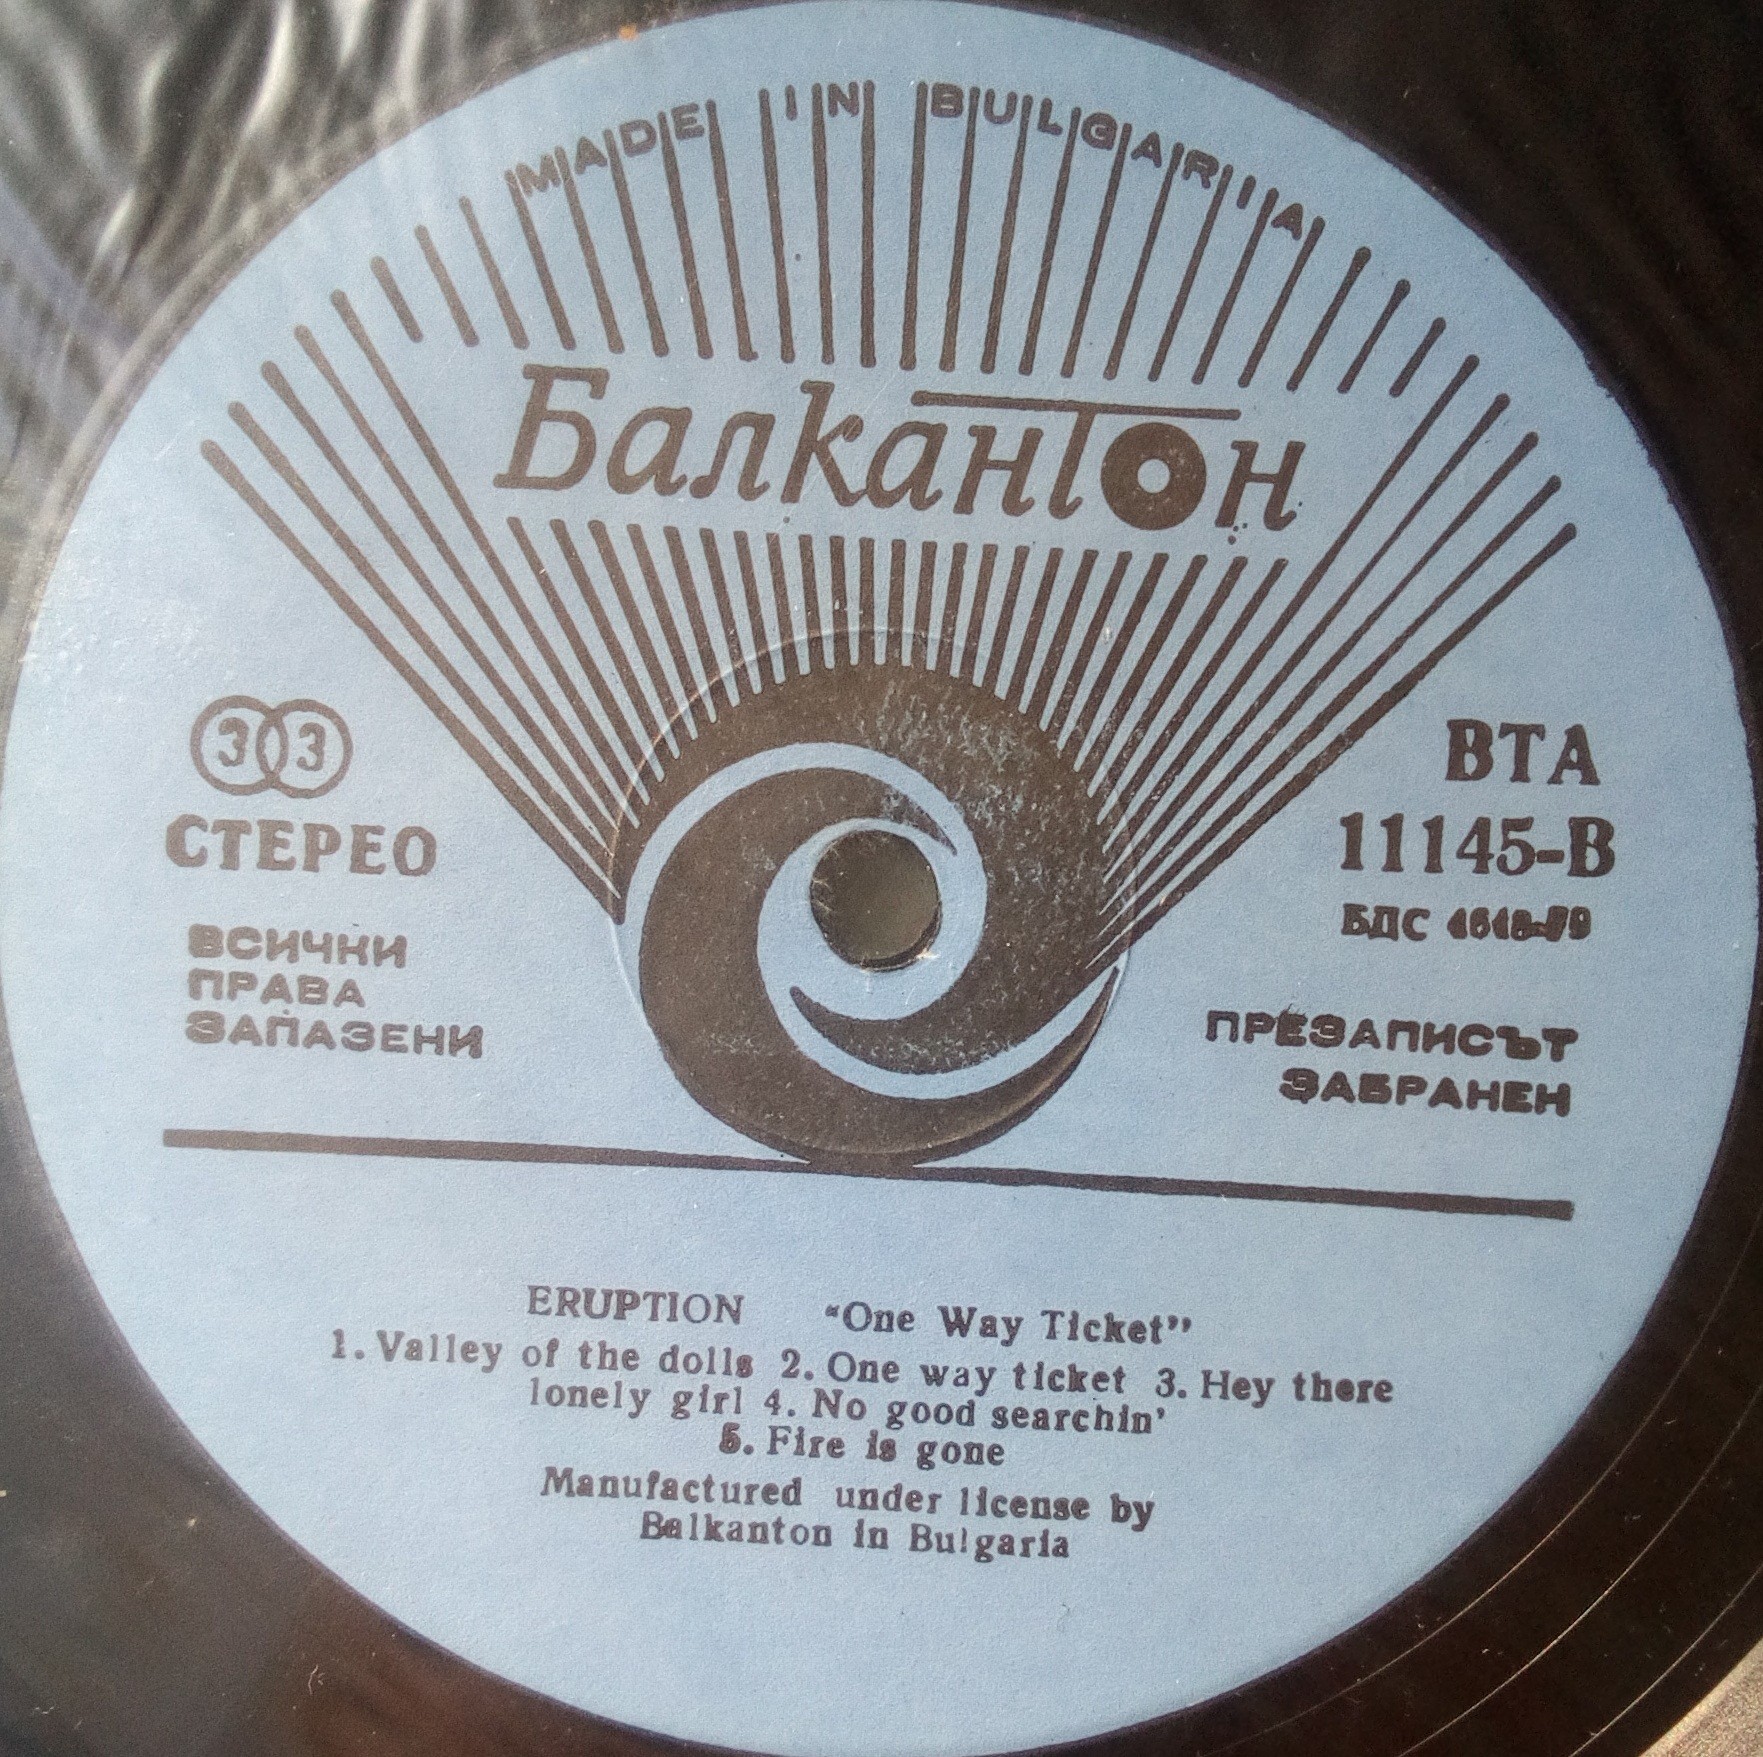 MADE IN BULGARIA
Балкантон
33
СТЕРЕО
ВСИЧКИ
ПРАВА
ЗАПАЗЕНИ
ВТА
11145-В
БДС
ПРЕЗАПИСЪТ
ЗАБРАНЕН
ERUPTION “One Way Ticket”
1. Valley of the dolls 2. One way ticket 3. Hey there
lonely girl 4. No good searchin’
5. Fire is gone
Manufactured under license by
Balkanton in Bulgaria